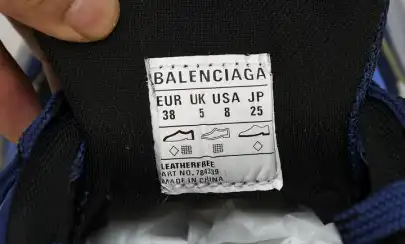 BALENCIAGA
EUR UK USA JP
38 5 8 25
LEATHERFREE
ART NO. 784339
MADE IN CHINA